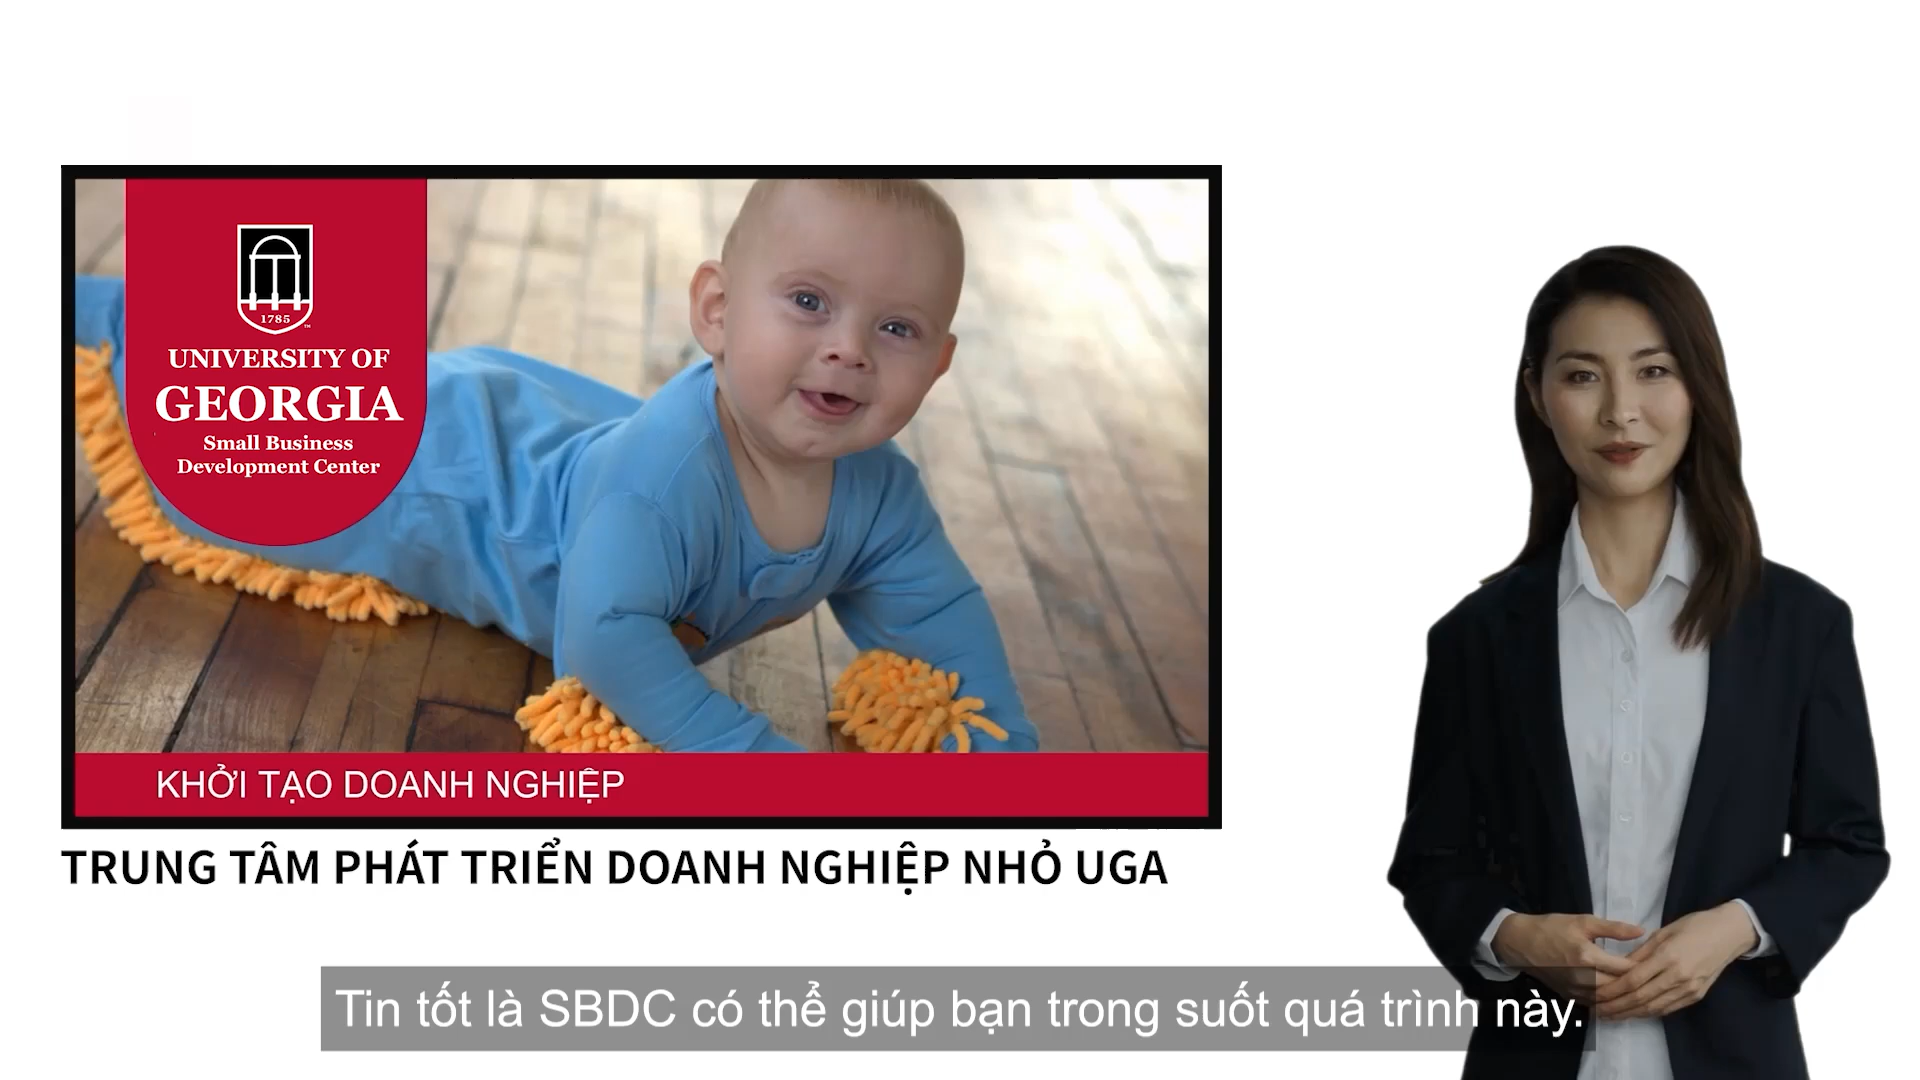 1785
UNIVERSITY OF
GEORGIA
Small Business
Development Center
KHỞI TẠO DOANH NGHIỆP
TRUNG TÂM PHÁT TRIỂN DOANH NGHIỆP NHỎ UGA
Tin tốt là SBDC có thể giúp bạn trong suốt quá trình này.